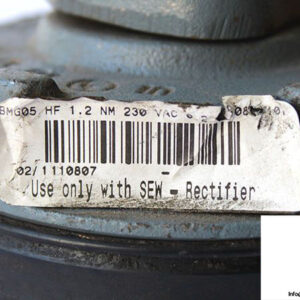 BMG05 HF 1.2 NM 230 VAC
02/1110807 -
Use only with SEW - Rectifier